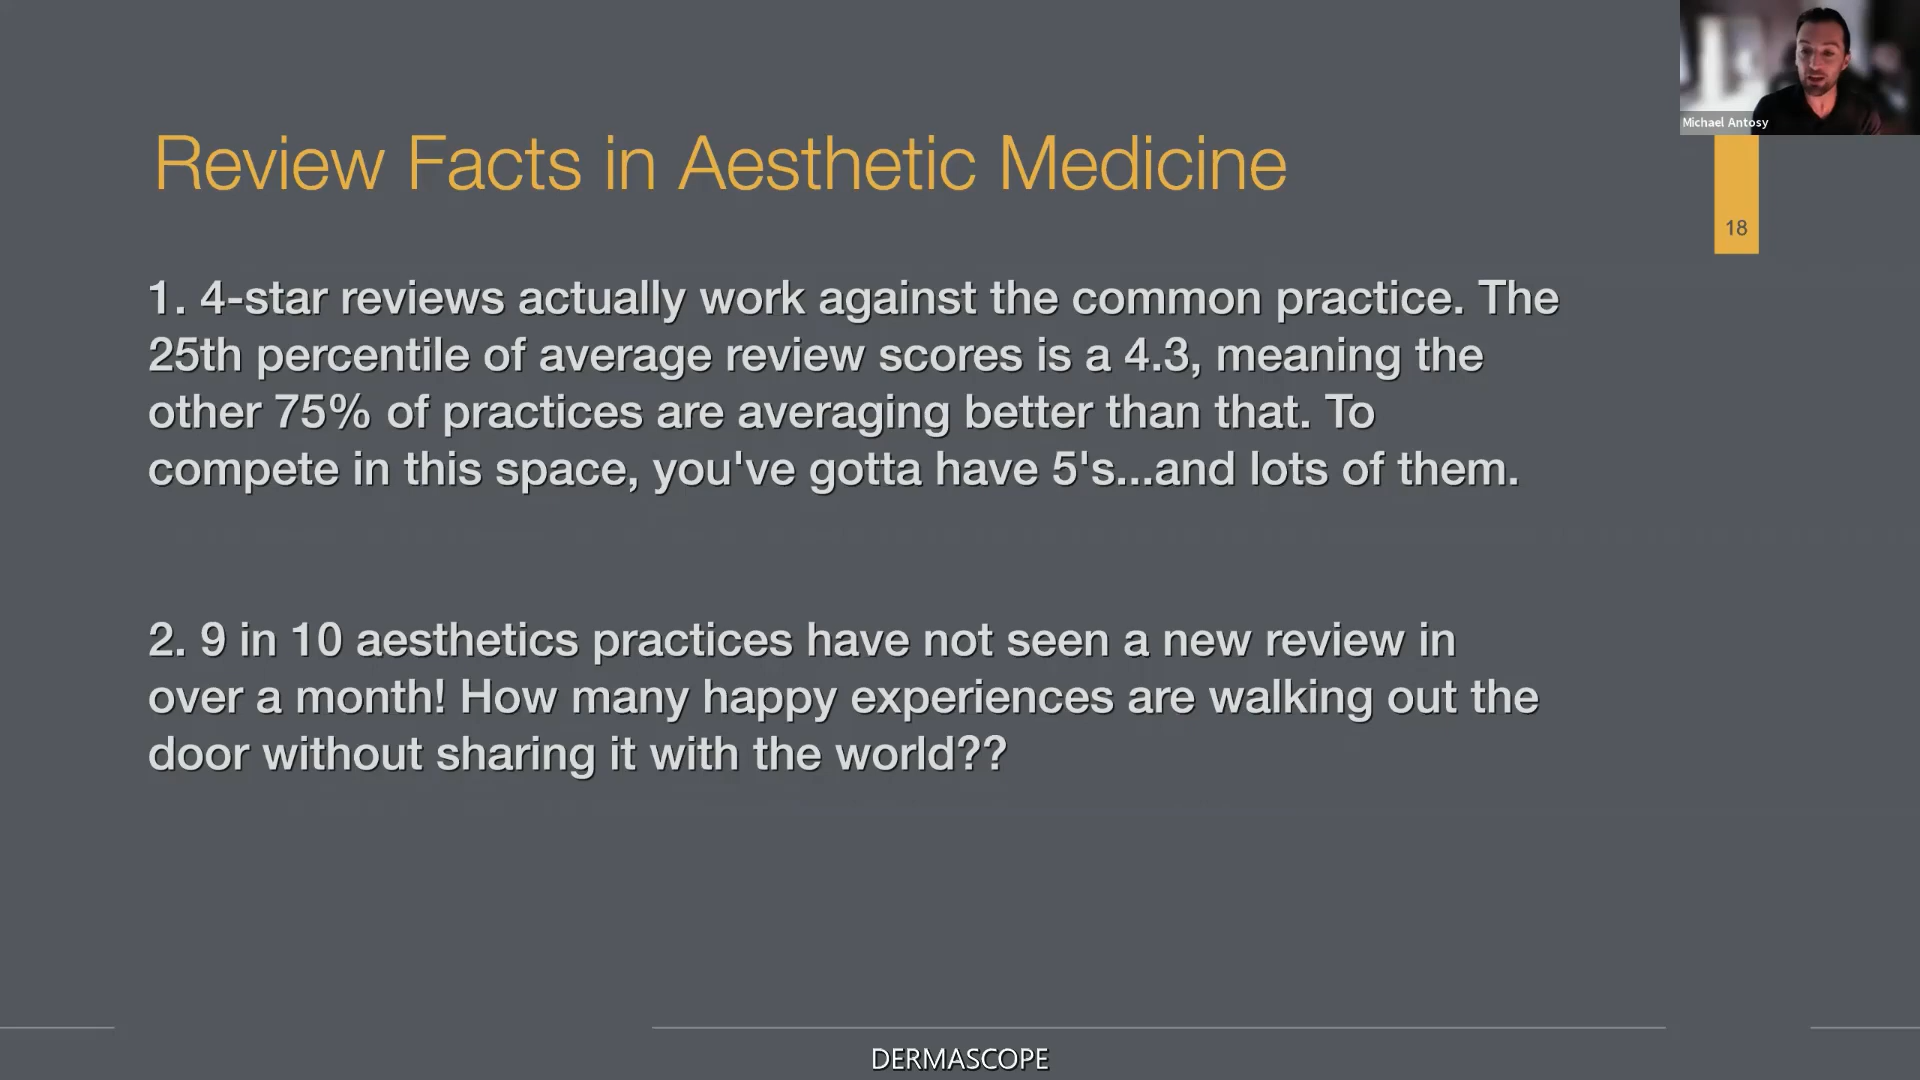 Michael Antosy
Review Facts in Aesthetic Medicine
18
1. 4-star reviews actually work against the common practice. The
25th percentile of average review scores is a 4.3, meaning the
other 75% of practices are averaging better than that. To
compete in this space, you've gotta have 5's...and lots of them.
2. 9 in 10 aesthetics practices have not seen a new review in
over a month! How many happy experiences are walking out the
door without sharing it with the world??
DERMASCOPE